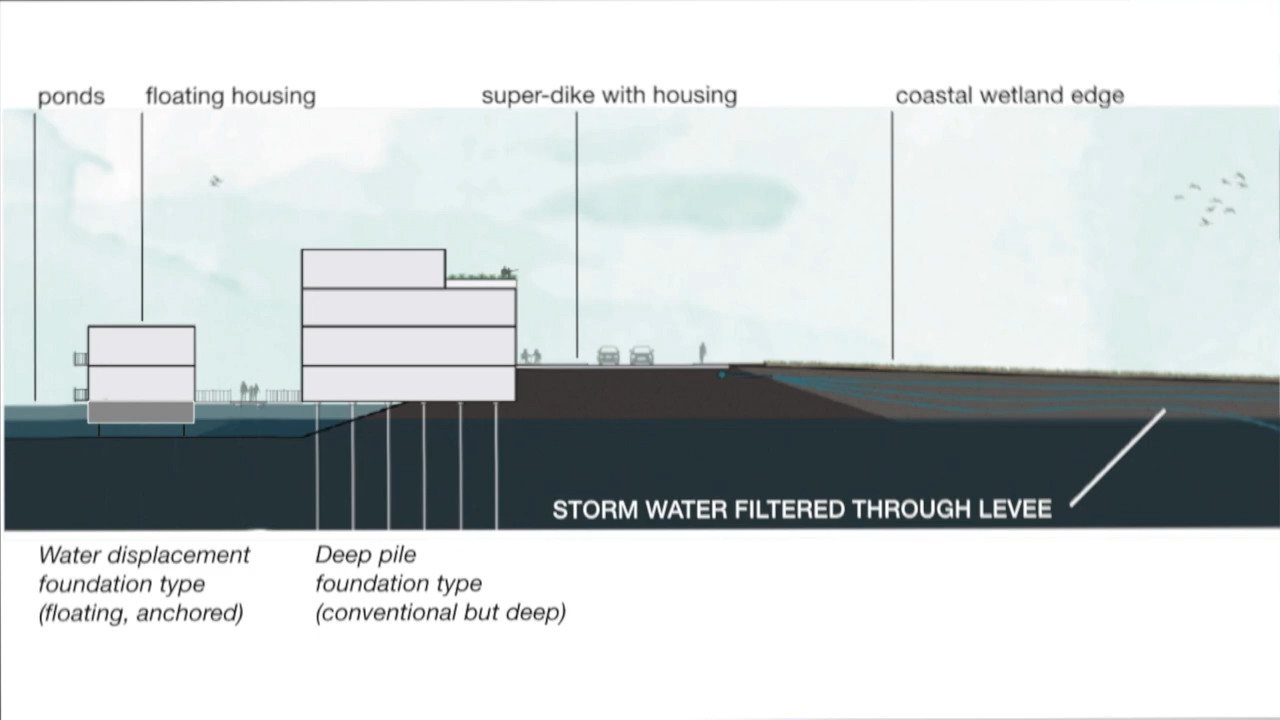 ponds
floating housing
super-dike with housing
coastal wetland edge
STORM WATER FILTERED THROUGH LEVEE
Water displacement
foundation type
(floating, anchored)
Deep pile
foundation type
(conventional but deep)